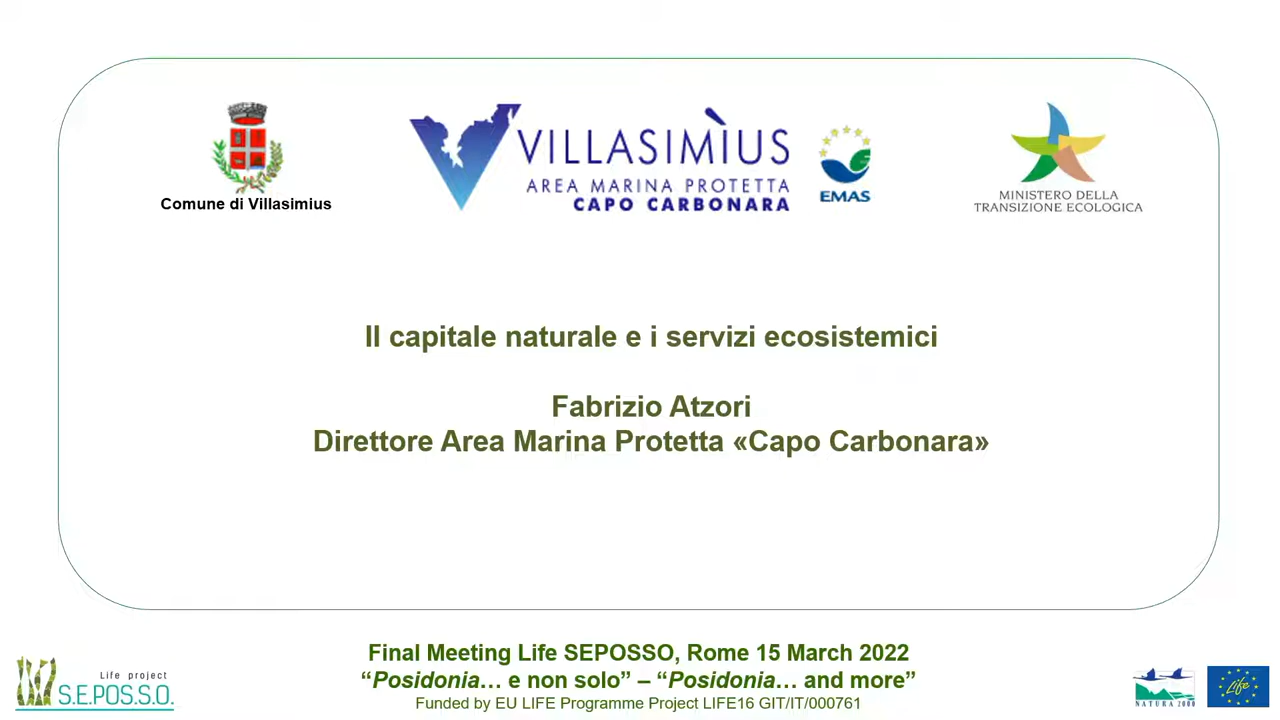 Comune di Villasimius
VILLASIMÌUS
AREA MARINA PROTETTA
CAPO CARBONARA
EMAS
MINISTERO DELLA
TRANSIZIONE ECOLOGICA
Il capitale naturale e i servizi ecosistemici
Fabrizio Atzori
Direttore Area Marina Protetta «Capo Carbonara»
Final Meeting Life SEPOSSO, Rome 15 March 2022
“Posidonia… e non solo” – “Posidonia… and more”
Funded by EU LIFE Programme Project LIFE16 GIT/IT/000761
Life project
S.E.POS.S.O.
NATURA 2000
Life